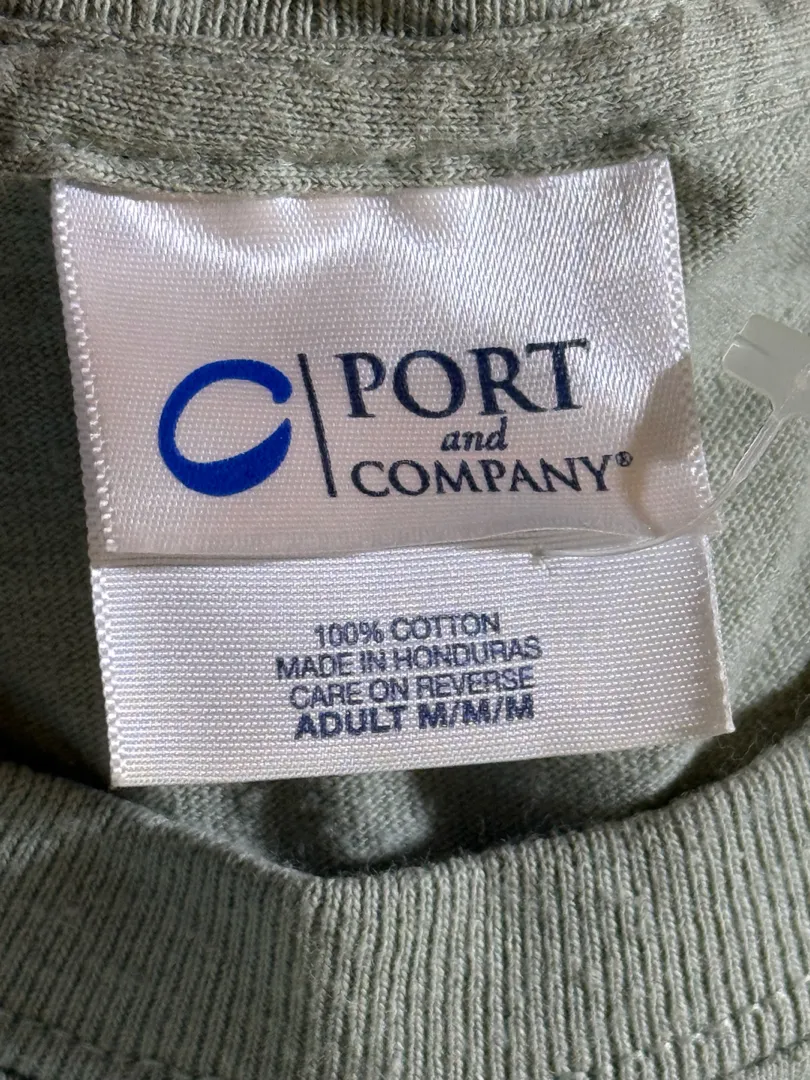 PORT
and
COMPANY®
100% COTTON
MADE IN HONDURAS
CARE ON REVERSE
ADULT M/M/M